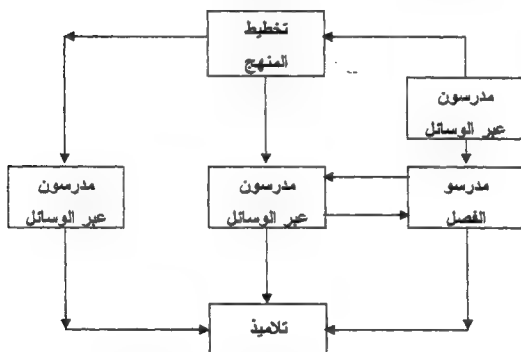 تخطيط
المنهج
مدرسون
عبر الوسائل
مدرسو
الفصل
مدرسون
عبر الوسائل
مدرسون
عبر الوسائل
تلاميذ